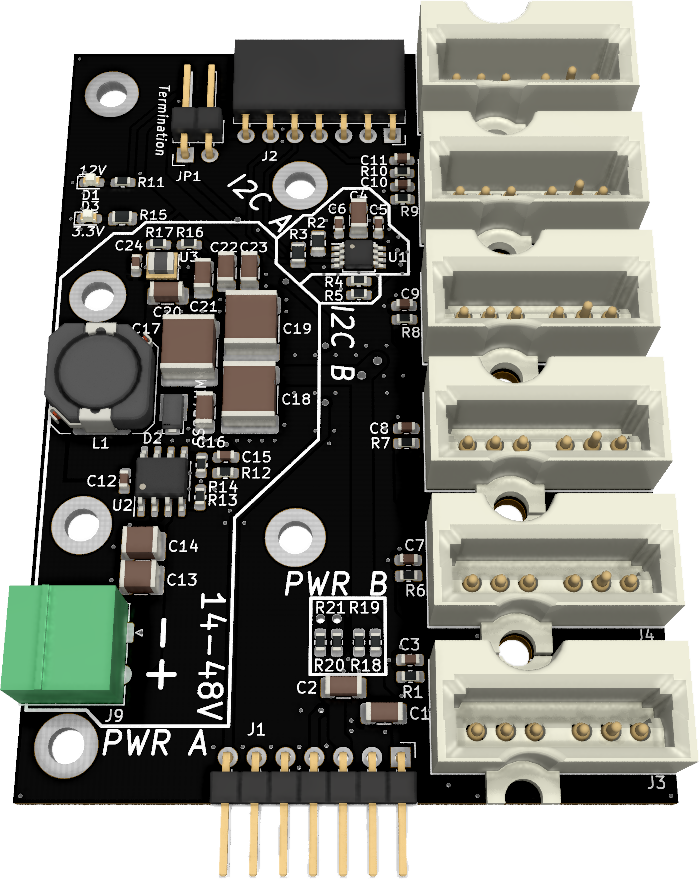 Termination
JP1
J2
12V
D1
D3
3.3V
R11
R15
I2C A
C11
R10
C10
R9
C4
C6
C5
R2
R3
U1
R4
R5
R17
R16
C24
U3
C22
C23
C21
C20
C17
C19
I2C B
C9
R8
L1
C18
D2
C16
C15
R12
C8
R7
C12
U2
R14
R13
C14
C13
C7
R6
PWR B
R21
R19
R20
R18
C3
R1
C2
C1
14-48V
- +
J9
PWR A
J1
J4
J3